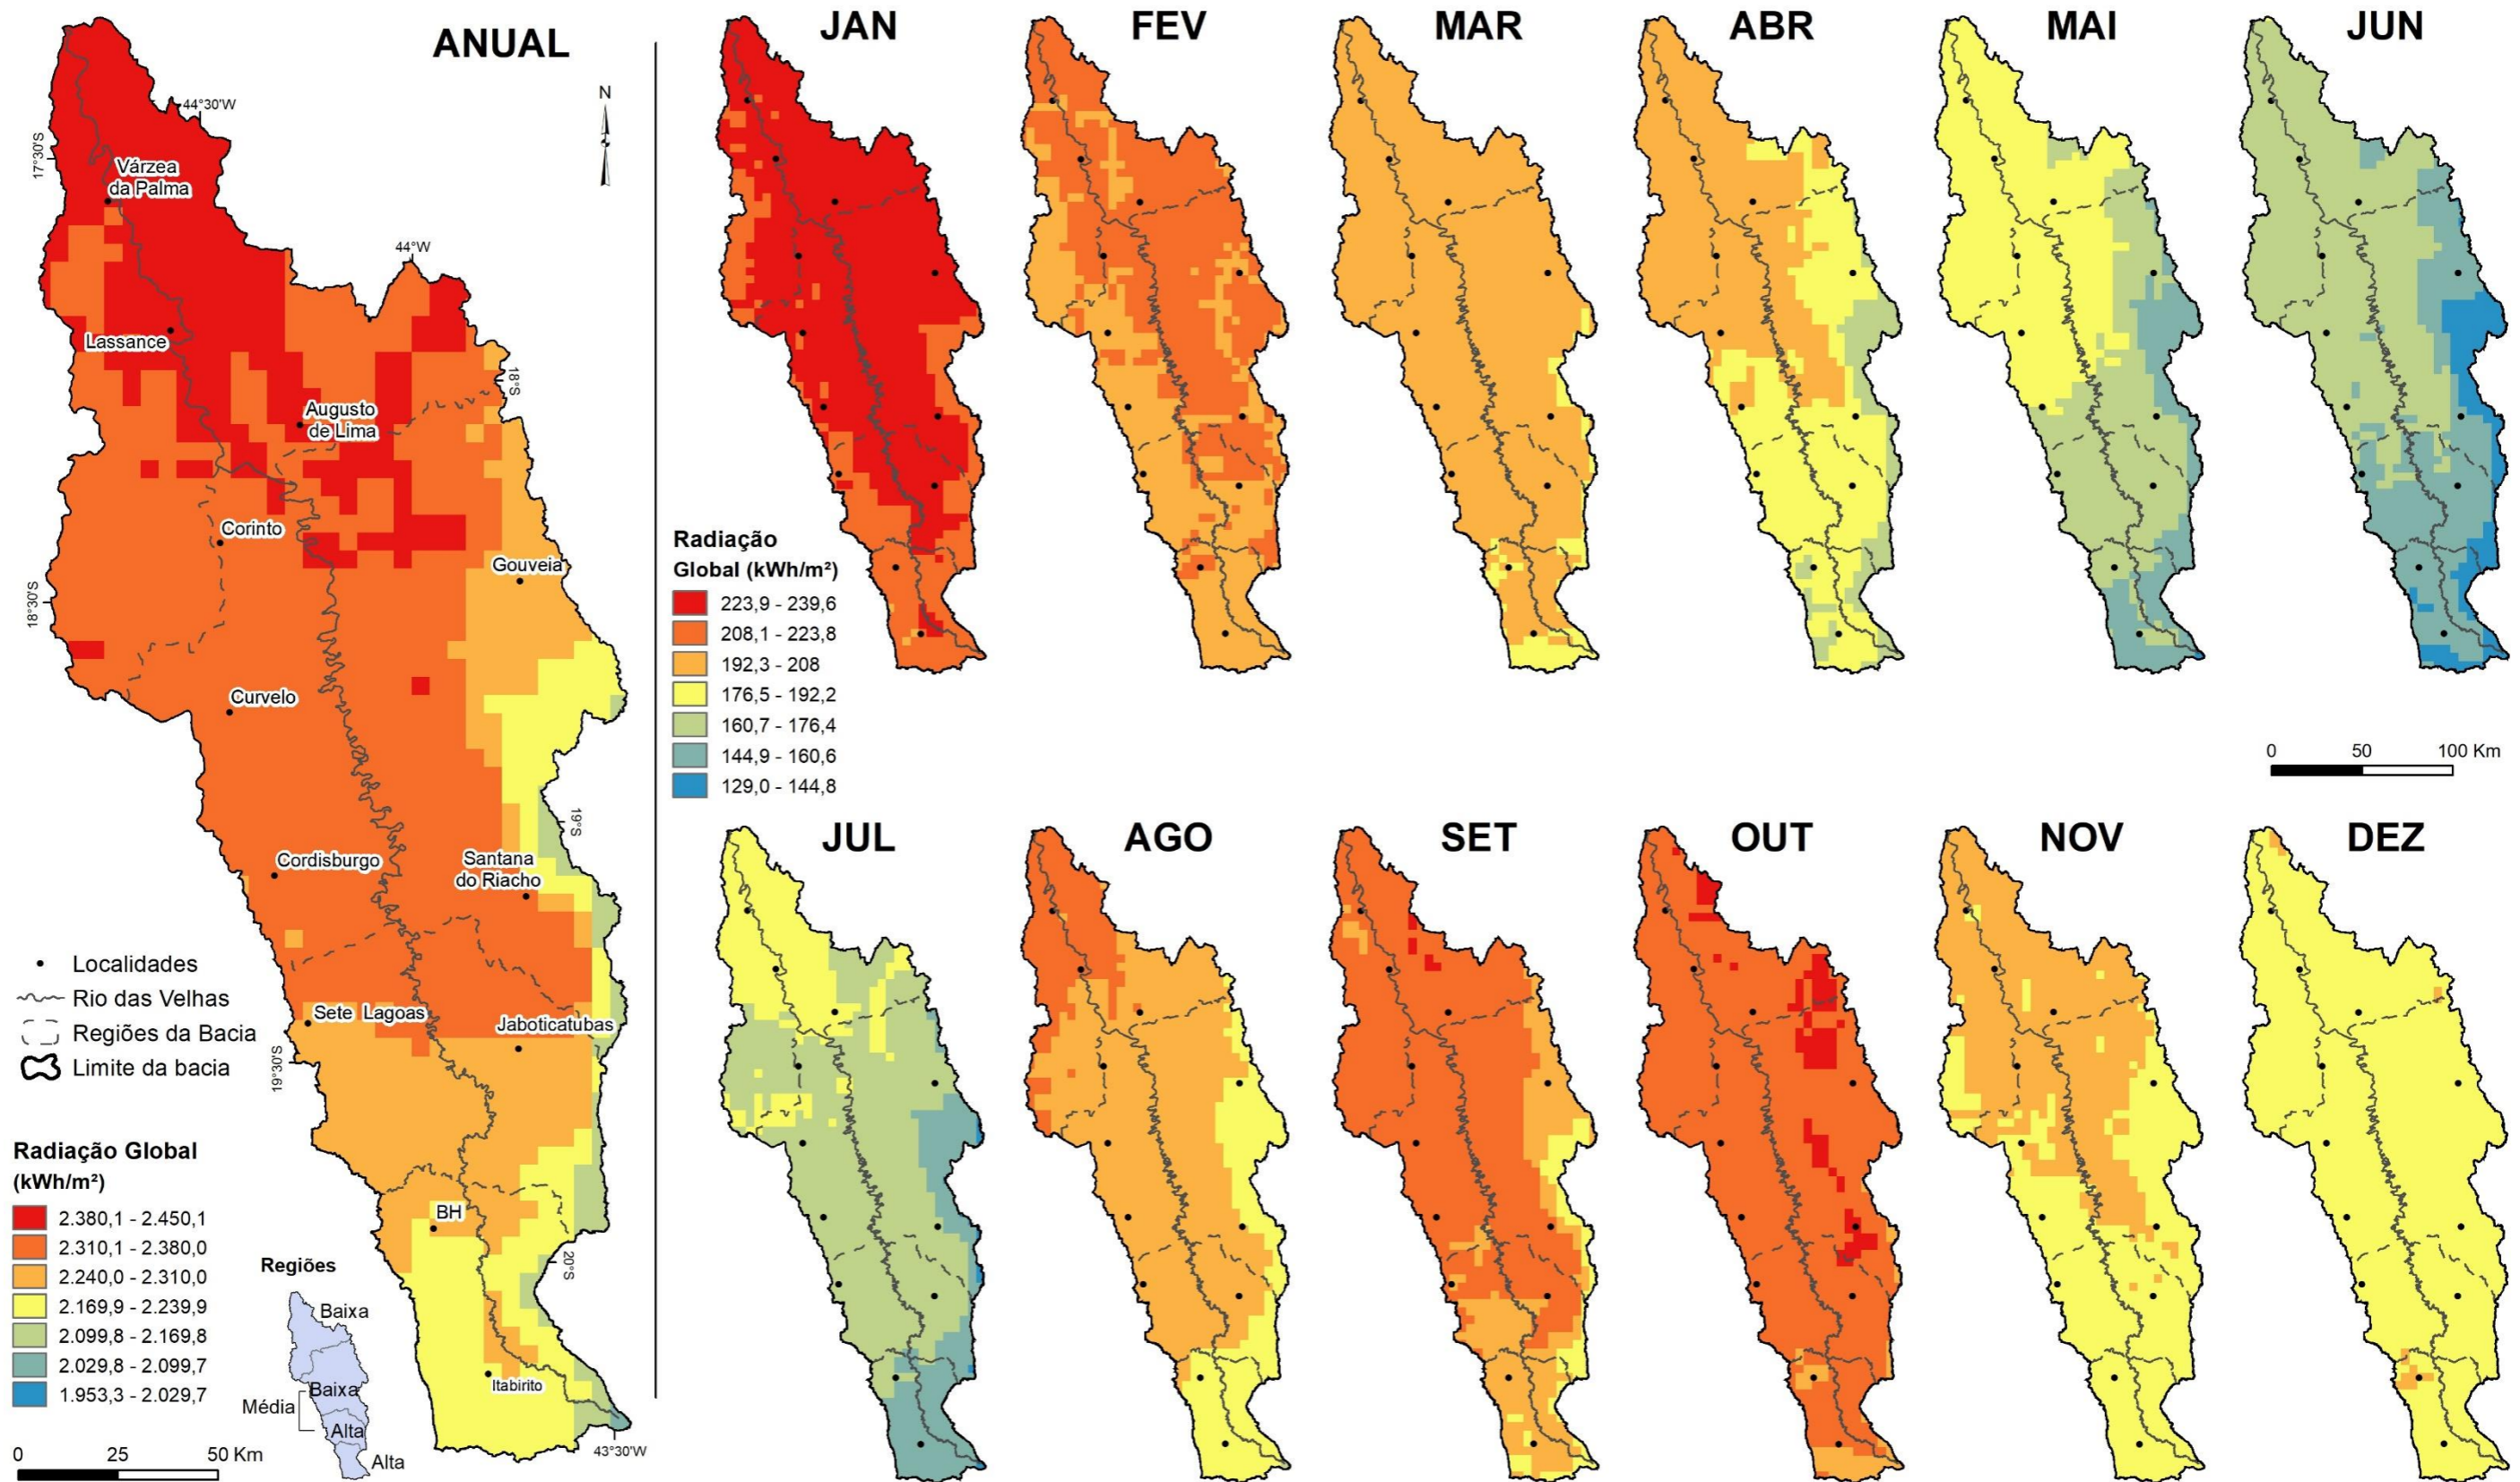 ANUAL
N
44°30'W
17°30'S
Várzea
da Palma
44°W
Lassance
18°S
Augusto
de Lima
Corinto
Gouveia
18°30'S
Curvelo
19°S
Cordisburgo
Santana
do Riacho
Localidades
Rio das Velhas
Regiões da Bacia
Limite da bacia
Sete Lagoas
Jaboticatubas
19°30'S
BH
20°S
Itabirito
43°30'W
Radiação Global
(kWh/m²)
2.380,1 - 2.450,1
2.310,1 - 2.380,0
2.240,0 - 2.310,0
2.169,9 - 2.239,9
2.099,8 - 2.169,8
2.029,8 - 2.099,7
1.953,3 - 2.029,7
Regiões
Baixa
Baixa
Média
Alta
Alta
0 25 50 Km
JAN FEV MAR ABR MAI JUN
Radiação
Global (kWh/m²)
223,9 - 239,6
208,1 - 223,8
192,3 - 208
176,5 - 192,2
160,7 - 176,4
144,9 - 160,6
129,0 - 144,8
0 50 100 Km
JUL AGO SET OUT NOV DEZ